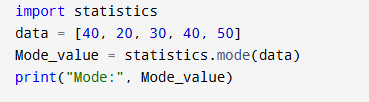 import statistics
data = [40, 20, 30, 40, 50]
Mode_value = statistics.mode(data)
print("Mode:", Mode_value)